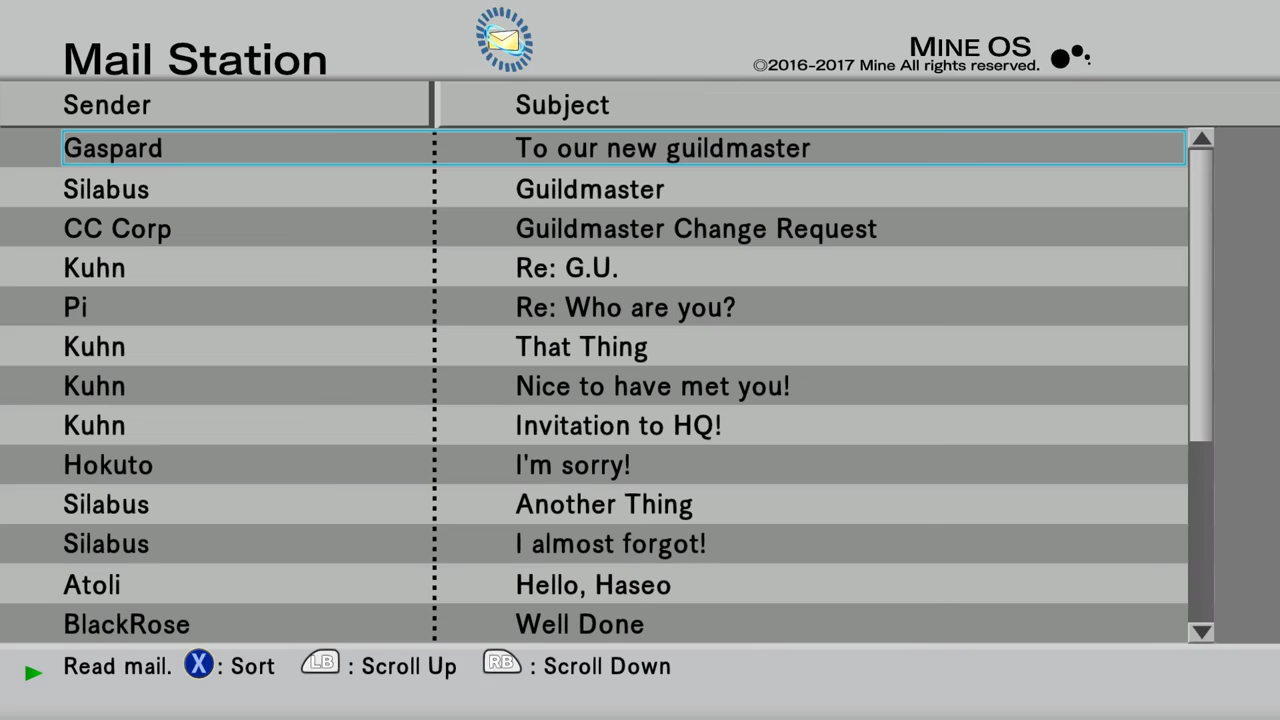 Mail Station
MINE OS
©2016-2017 Mine All rights reserved.
Sender Subject
Gaspard To our new guildmaster
Silabus Guildmaster
CC Corp Guildmaster Change Request
Kuhn Re: G.U.
Pi Re: Who are you?
Kuhn That Thing
Kuhn Nice to have met you!
Kuhn Invitation to HQ!
Hokuto I'm sorry!
Silabus Another Thing
Silabus I almost forgot!
Atoli Hello, Haseo
BlackRose Well Done
Read mail. X : Sort LB : Scroll Up RB : Scroll Down